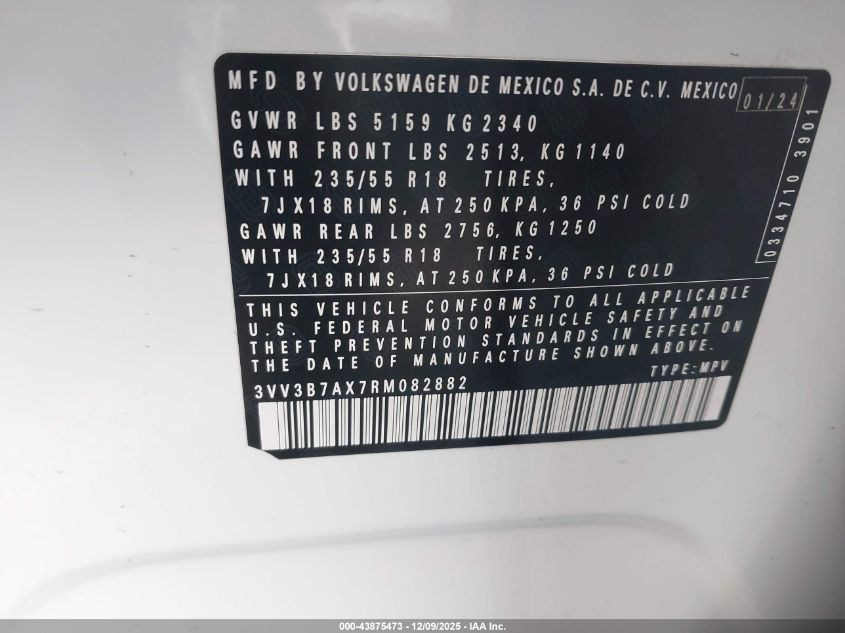 MFD BY VOLKSWAGEN DE MEXICO S.A. DE C.V. MEXICO 01/24
GVWR LBS 5159 KG 2340
GAWR FRONT LBS 2513, KG 1140
WITH 235/55 R18 TIRES,
7JX18 RIMS, AT 250 KPA, 36 PSI COLD
GAWR REAR LBS 2756, KG 1250
WITH 235/55 R18 TIRES,
7JX18 RIMS, AT 250 KPA, 36 PSI COLD
0334710 3901
THIS VEHICLE CONFORMS TO ALL APPLICABLE
U.S. FEDERAL MOTOR VEHICLE SAFETY AND
THEFT PREVENTION STANDARDS IN EFFECT ON
THE DATE OF MANUFACTURE SHOWN ABOVE.
TYPE: MPV
3VV3B7AX7RM082882
000-43875473 - 12/09/2025 - IAA Inc.